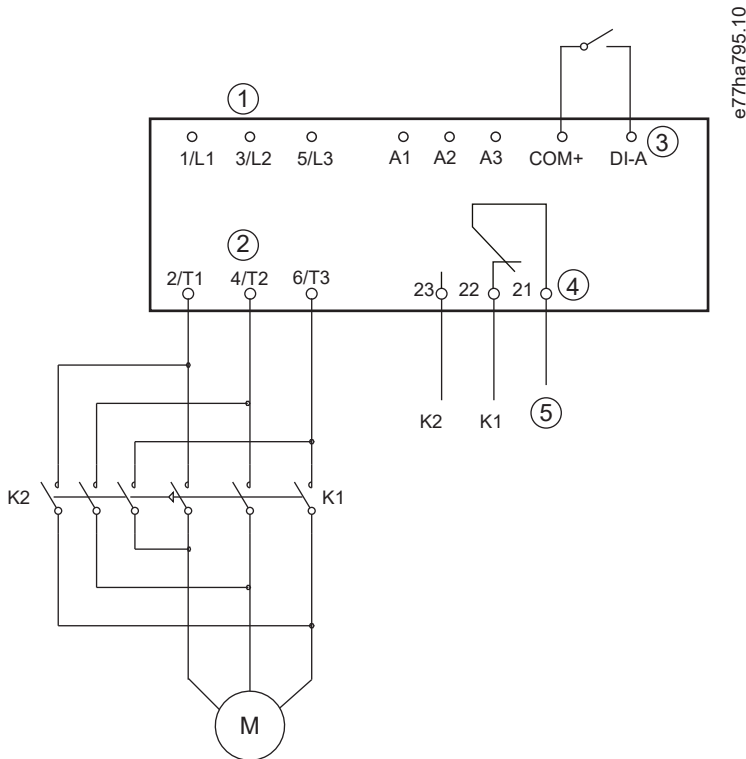 e77ha795.10
1
1/L1 3/L2 5/L3 A1 A2 A3 COM+ DI-A 3
2
2/T1 4/T2 6/T3 23 22 21 4
K2 K1 5
K2 K1
M